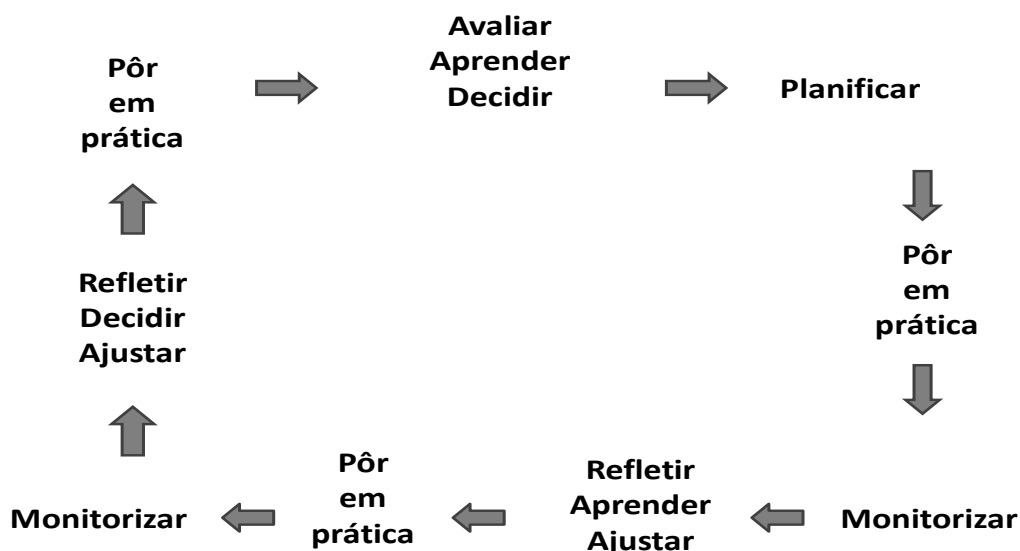 Avaliar
Aprender
Decidir
Planificar
Pôr
em
prática
Monitorizar
Refletir
Aprender
Ajustar
Pôr
em
prática
Monitorizar
Refletir
Decidir
Ajustar
Pôr
em
prática